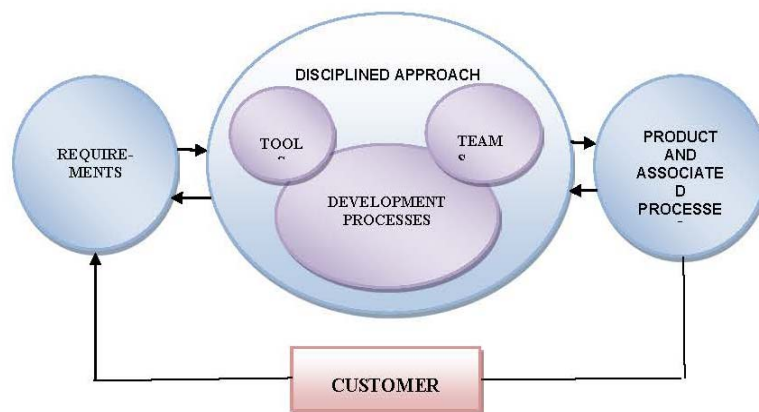 DISCIPLINED APPROACH
REQUIRE-
MENTS
TOOL
TEAM
DEVELOPMENT
PROCESSES
PRODUCT
AND
ASSOCIATE
D
PROCESSE
CUSTOMER